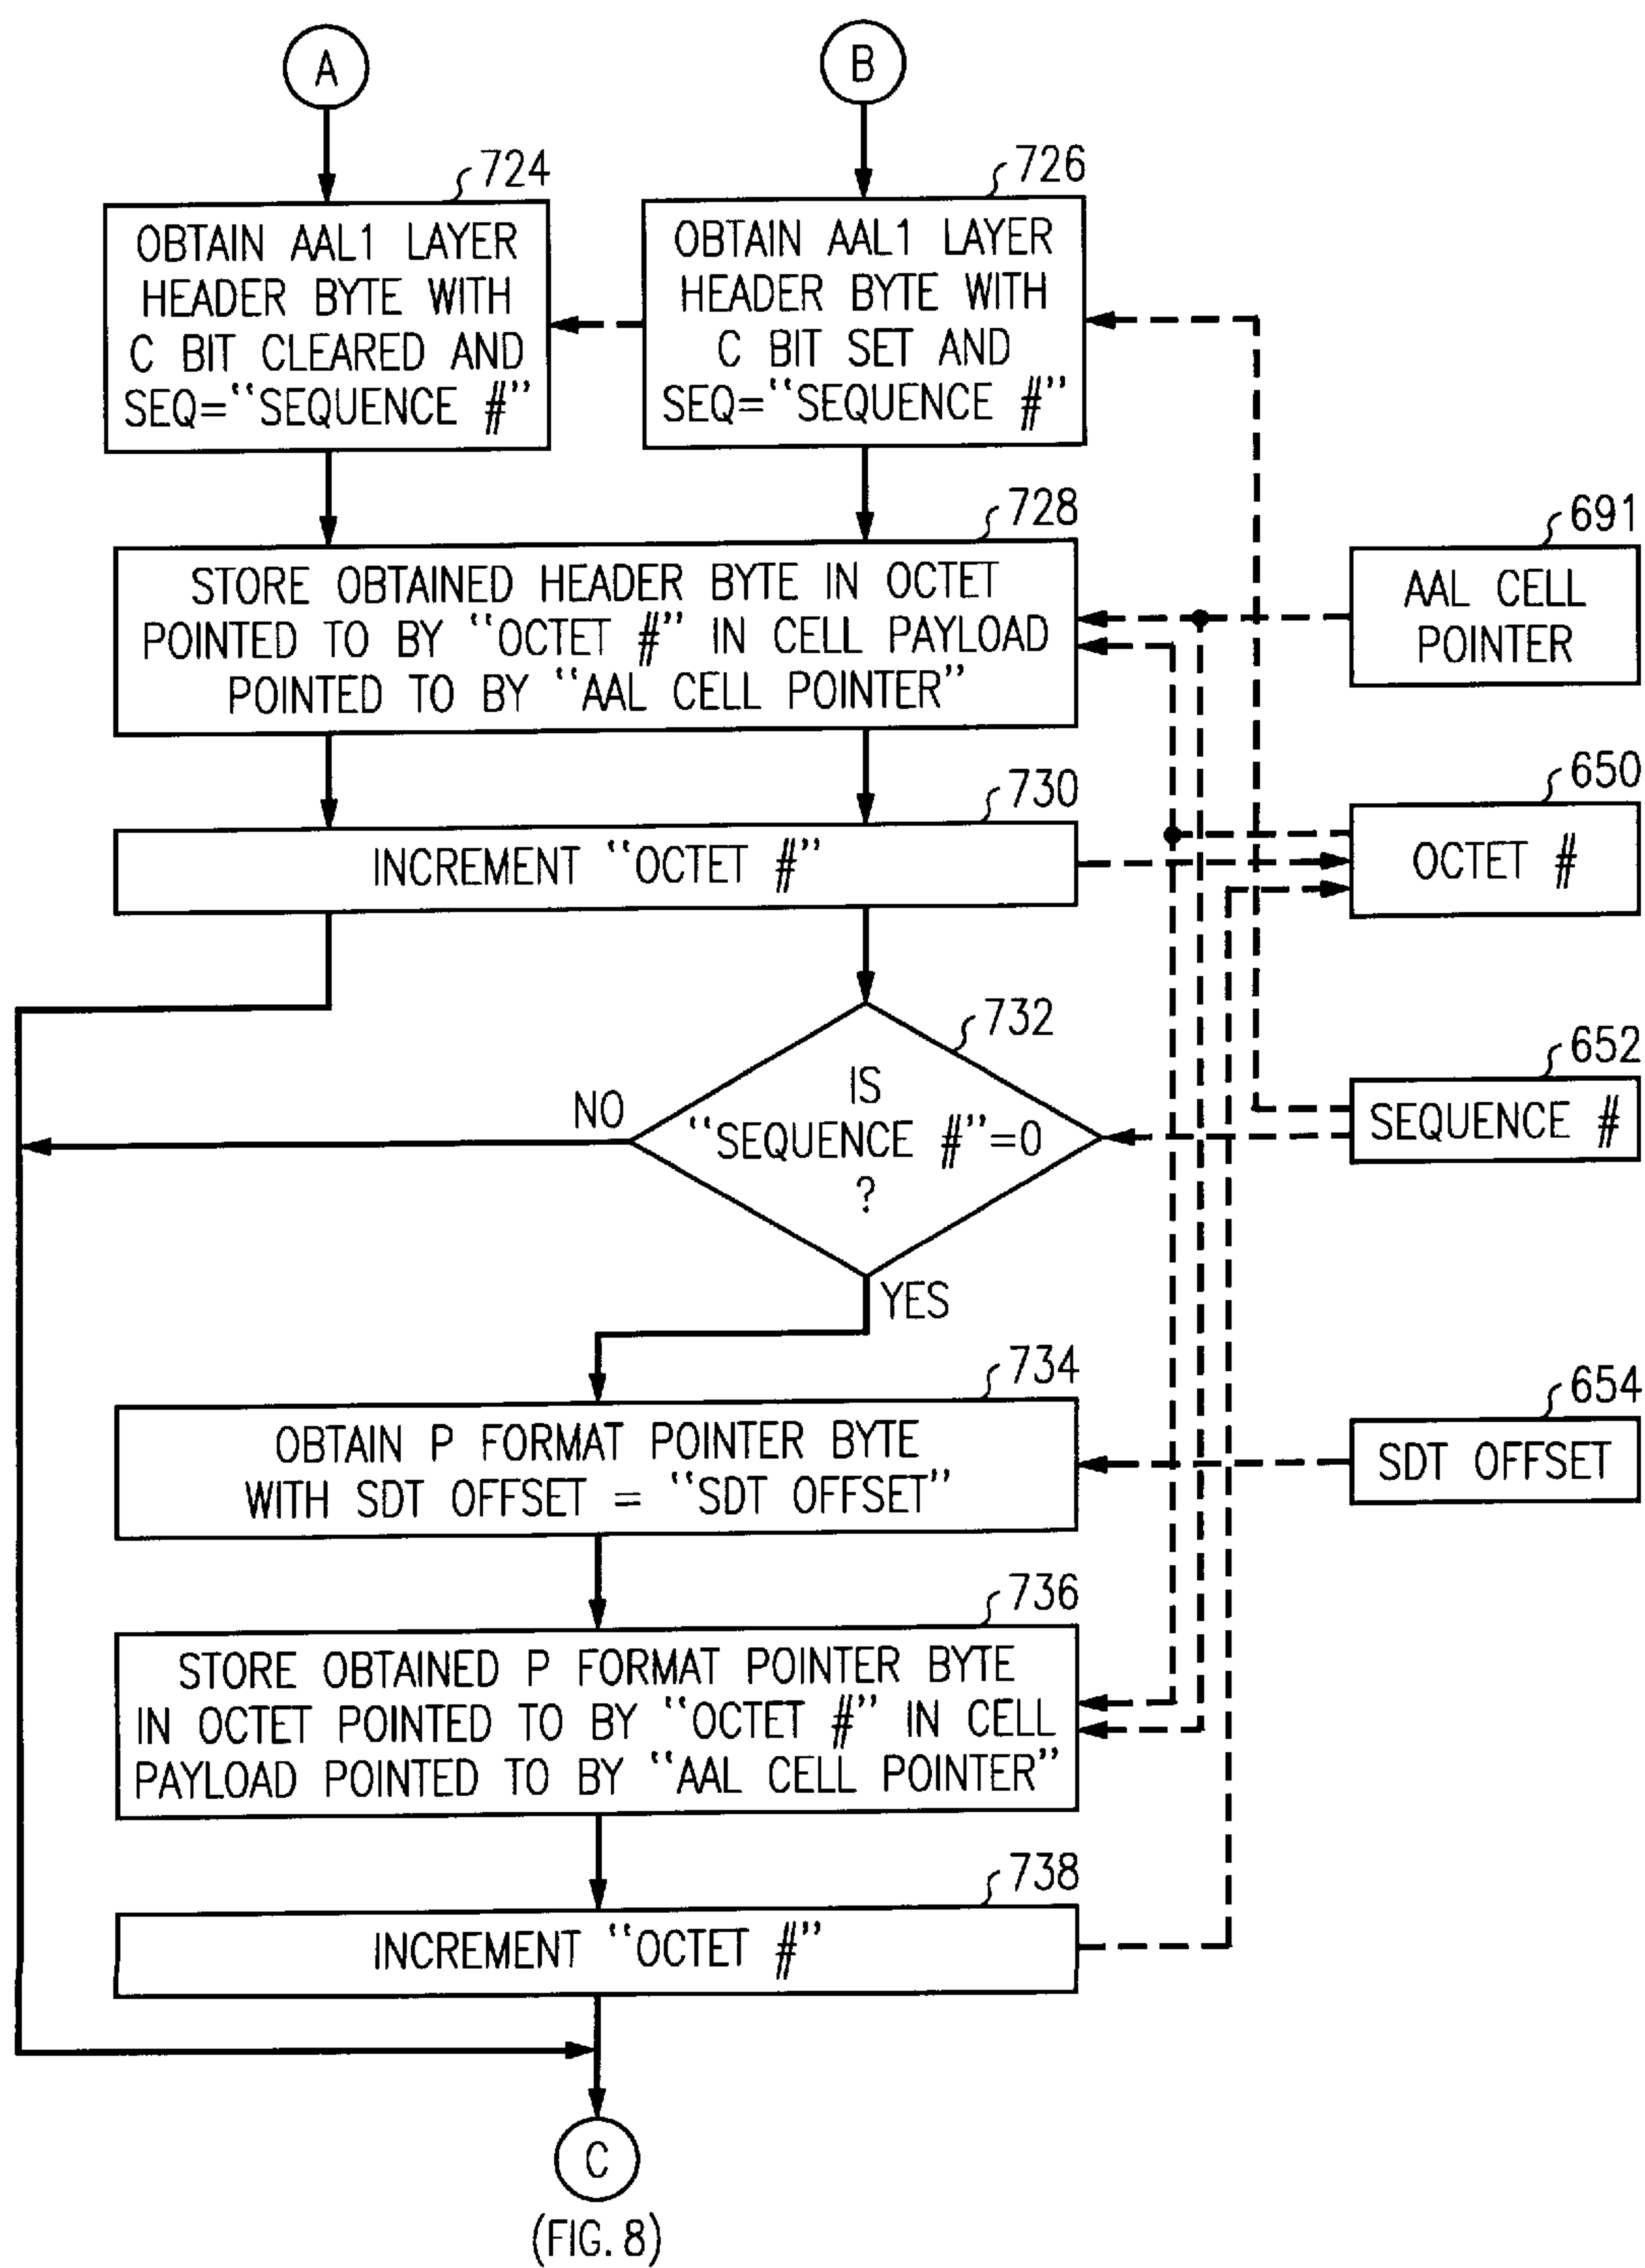 A
B
724
726
OBTAIN AAL1 LAYER
HEADER BYTE WITH
C BIT CLEARED AND
SEQ="SEQUENCE #"
OBTAIN AAL1 LAYER
HEADER BYTE WITH
C BIT SET AND
SEQ="SEQUENCE #"
728
STORE OBTAINED HEADER BYTE IN OCTET
POINTED TO BY "OCTET #" IN CELL PAYLOAD
POINTED TO BY "AAL CELL POINTER"
691
AAL CELL
POINTER
730
INCREMENT "OCTET #"
650
OCTET #
732
IS
"SEQUENCE #"=0
?
NO
YES
652
SEQUENCE #
734
OBTAIN P FORMAT POINTER BYTE
WITH SDT OFFSET = "SDT OFFSET"
654
SDT OFFSET
736
STORE OBTAINED P FORMAT POINTER BYTE
IN OCTET POINTED TO BY "OCTET #" IN CELL
PAYLOAD POINTED TO BY "AAL CELL POINTER"
738
INCREMENT "OCTET #"
C
(FIG. 8)